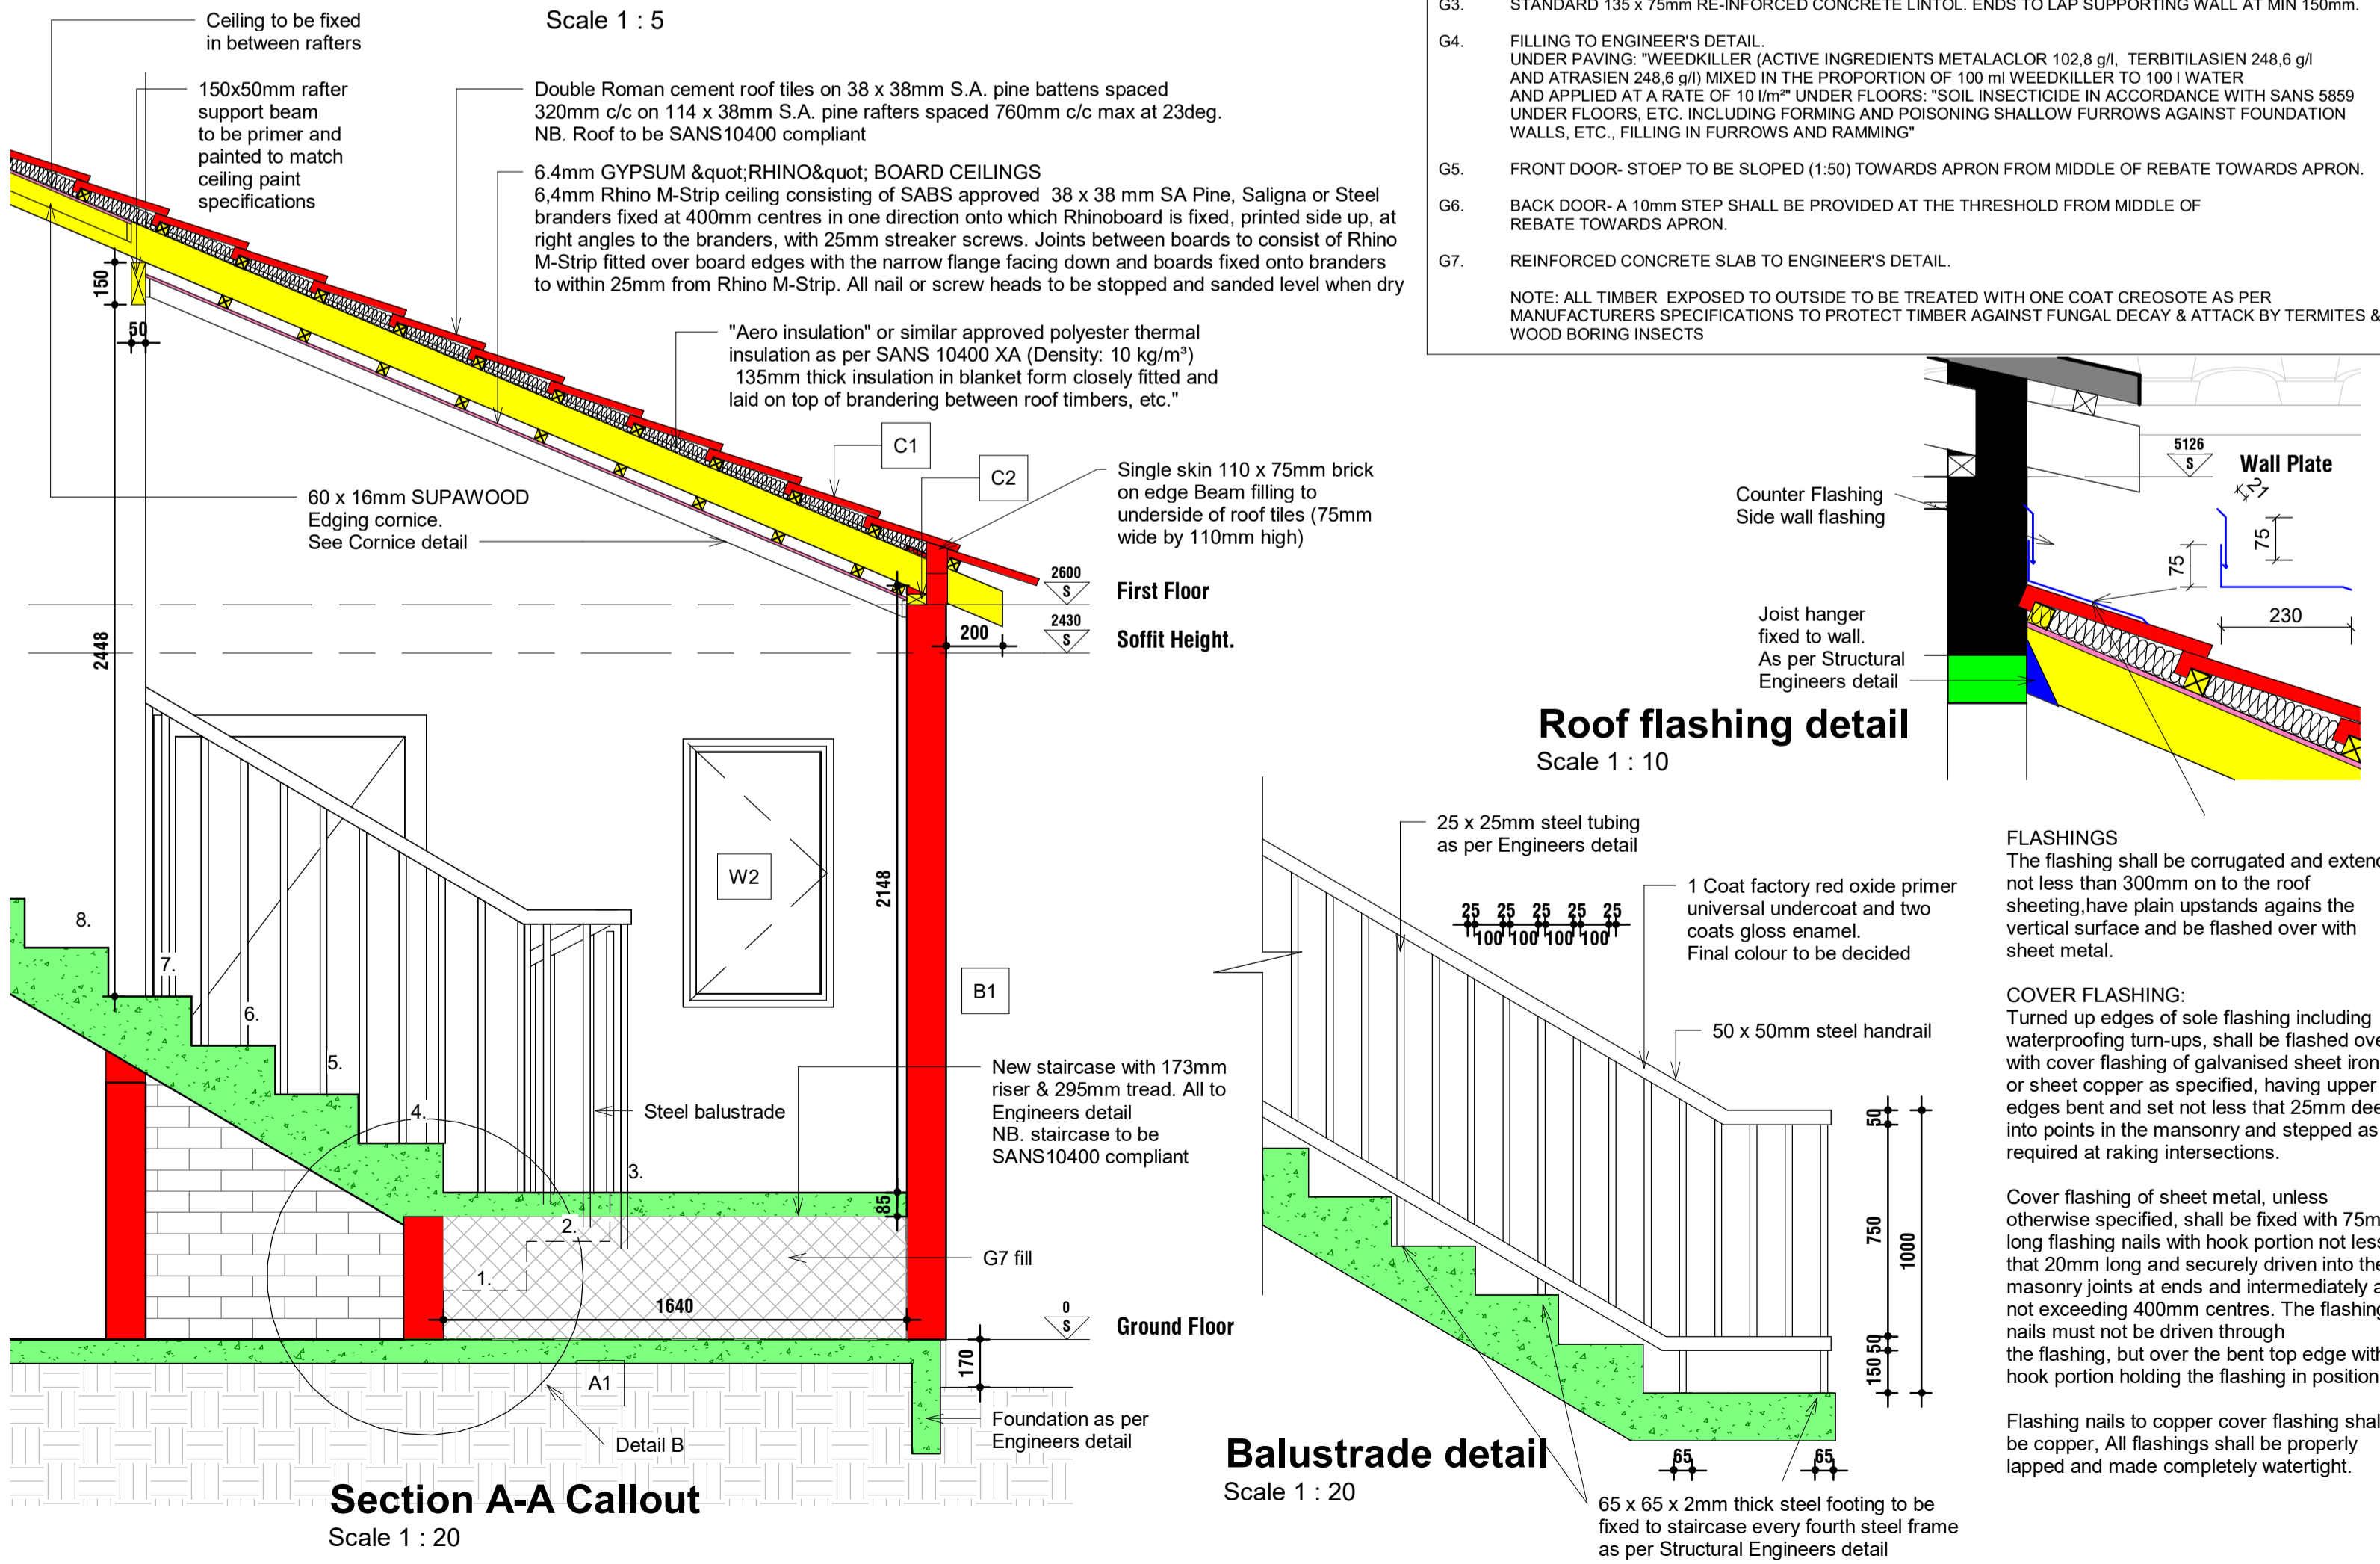 Ceiling to be fixed
in between rafters
Scale 1 : 5
150x50mm rafter
support beam
to be primer and
painted to match
ceiling paint
specifications
Double Roman cement roof tiles on 38 x 38mm S.A. pine battens spaced
320mm c/c on 114 x 38mm S.A. pine rafters spaced 760mm c/c max at 23deg.
NB. Roof to be SANS10400 compliant
6.4mm GYPSUM &quot;RHINO&quot; BOARD CEILINGS
6,4mm Rhino M-Strip ceiling consisting of SABS approved 38 x 38 mm SA Pine, Saligna or Steel
branders fixed at 400mm centres in one direction onto which Rhinoboard is fixed, printed side up, at
right angles to the branders, with 25mm streaker screws. Joints between boards to consist of Rhino
M-Strip fitted over board edges with the narrow flange facing down and boards fixed onto branders
to within 25mm from Rhino M-Strip. All nail or screw heads to be stopped and sanded level when dry
"Aero insulation" or similar approved polyester thermal
insulation as per SANS 10400 XA (Density: 10 kg/m³)
135mm thick insulation in blanket form closely fitted and
laid on top of brandering between roof timbers, etc."
150
50
C1
C2
Single skin 110 x 75mm brick
on edge Beam filling to
underside of roof tiles (75mm
wide by 110mm high)
60 x 16mm SUPAWOOD
Edging cornice.
See Cornice detail
2600
S
First Floor
2430
S
Soffit Height.
200
2448
2148
W2
B1
8.
7.
6.
5.
4.
3.
2.
1.
Steel balustrade
New staircase with 173mm
riser & 295mm tread. All to
Engineers detail
NB. staircase to be
SANS10400 compliant
85
G7 fill
1640
0
S
Ground Floor
170
A1
Detail B
Foundation as per
Engineers detail
Section A-A Callout
Scale 1 : 20
G3. STANDARD 135 x 75mm RE-INFORCED CONCRETE LINTOL. ENDS TO LAP SUPPORTING WALL AT MIN 150mm.
G4. FILLING TO ENGINEER'S DETAIL.
UNDER PAVING: "WEEDKILLER (ACTIVE INGREDIENTS METALACLOR 102,8 g/l, TERBITILASIEN 248,6 g/l
AND ATRASIEN 248,6 g/l) MIXED IN THE PROPORTION OF 100 ml WEEDKILLER TO 100 l WATER
AND APPLIED AT A RATE OF 10 l/m²" UNDER FLOORS: "SOIL INSECTICIDE IN ACCORDANCE WITH SANS 5859
UNDER FLOORS, ETC. INCLUDING FORMING AND POISONING SHALLOW FURROWS AGAINST FOUNDATION
WALLS, ETC., FILLING IN FURROWS AND RAMMING"
G5. FRONT DOOR- STOEP TO BE SLOPED (1:50) TOWARDS APRON FROM MIDDLE OF REBATE TOWARDS APRON.
G6. BACK DOOR- A 10mm STEP SHALL BE PROVIDED AT THE THRESHOLD FROM MIDDLE OF
REBATE TOWARDS APRON.
G7. REINFORCED CONCRETE SLAB TO ENGINEER'S DETAIL.
NOTE: ALL TIMBER EXPOSED TO OUTSIDE TO BE TREATED WITH ONE COAT CREOSOTE AS PER
MANUFACTURERS SPECIFICATIONS TO PROTECT TIMBER AGAINST FUNGAL DECAY & ATTACK BY TERMITES &
WOOD BORING INSECTS
5126
S
Wall Plate
Counter Flashing
Side wall flashing
21
75
75
230
Joist hanger
fixed to wall.
As per Structural
Engineers detail
Roof flashing detail
Scale 1 : 10
25 x 25mm steel tubing
as per Engineers detail
25 25 25 25 25
100 100 100 100
1 Coat factory red oxide primer
universal undercoat and two
coats gloss enamel.
Final colour to be decided
50 x 50mm steel handrail
50
750
1000
50
150
65
65
Balustrade detail
Scale 1 : 20
65 x 65 x 2mm thick steel footing to be
fixed to staircase every fourth steel frame
as per Structural Engineers detail
FLASHINGS
The flashing shall be corrugated and extend
not less than 300mm on to the roof
sheeting,have plain upstands agains the
vertical surface and be flashed over with
sheet metal.
COVER FLASHING:
Turned up edges of sole flashing including
waterproofing turn-ups, shall be flashed ove
with cover flashing of galvanised sheet iron
or sheet copper as specified, having upper
edges bent and set not less that 25mm dee
into points in the mansonry and stepped as
required at raking intersections.
Cover flashing of sheet metal, unless
otherwise specified, shall be fixed with 75m
long flashing nails with hook portion not less
that 20mm long and securely driven into the
masonry joints at ends and intermediately a
not exceeding 400mm centres. The flashing
nails must not be driven through
the flashing, but over the bent top edge with
hook portion holding the flashing in position
Flashing nails to copper cover flashing shal
be copper, All flashings shall be properly
lapped and made completely watertight.